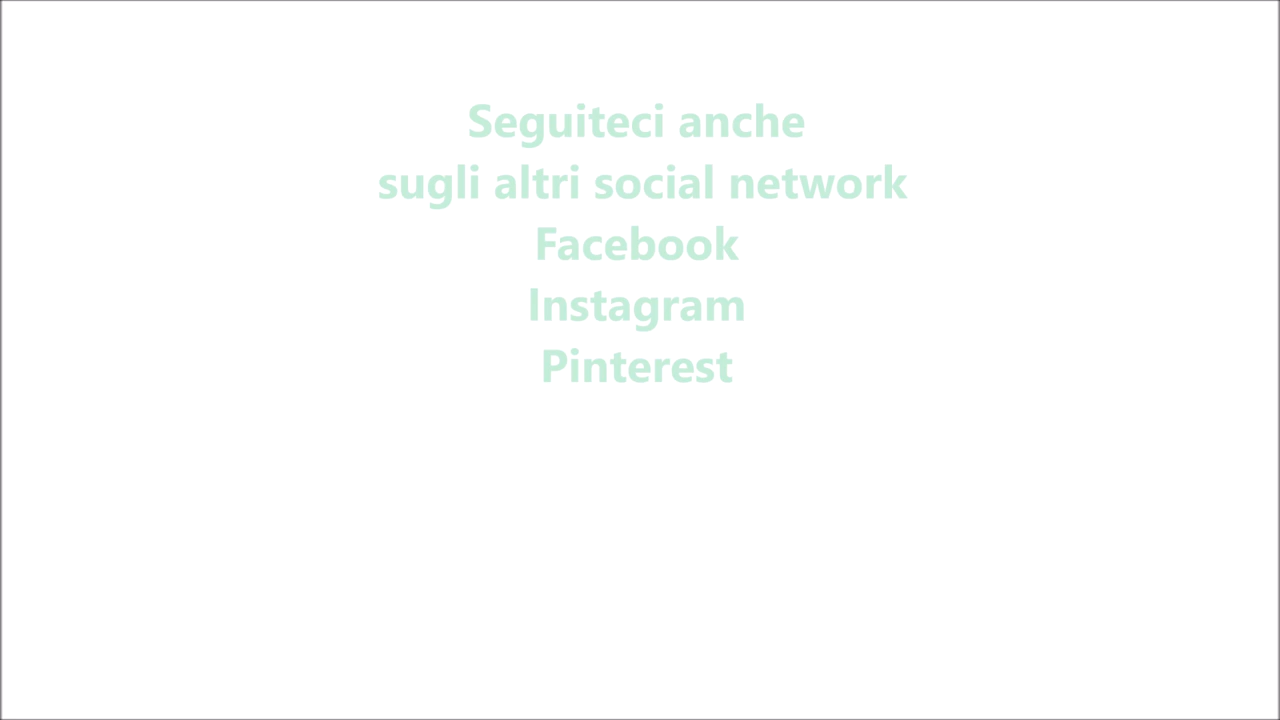 Seguiteci anche
sugli altri social network
Facebook
Instagram
Pinterest